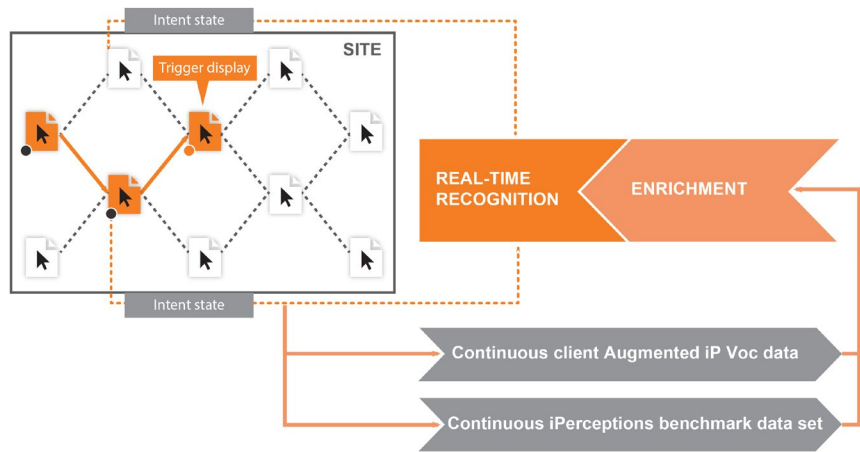 Intent state
SITE
Trigger display
REAL-TIME
RECOGNITION
ENRICHMENT
Intent state
Continuous client Augmented iP Voc data
Continuous iPerceptions benchmark data set